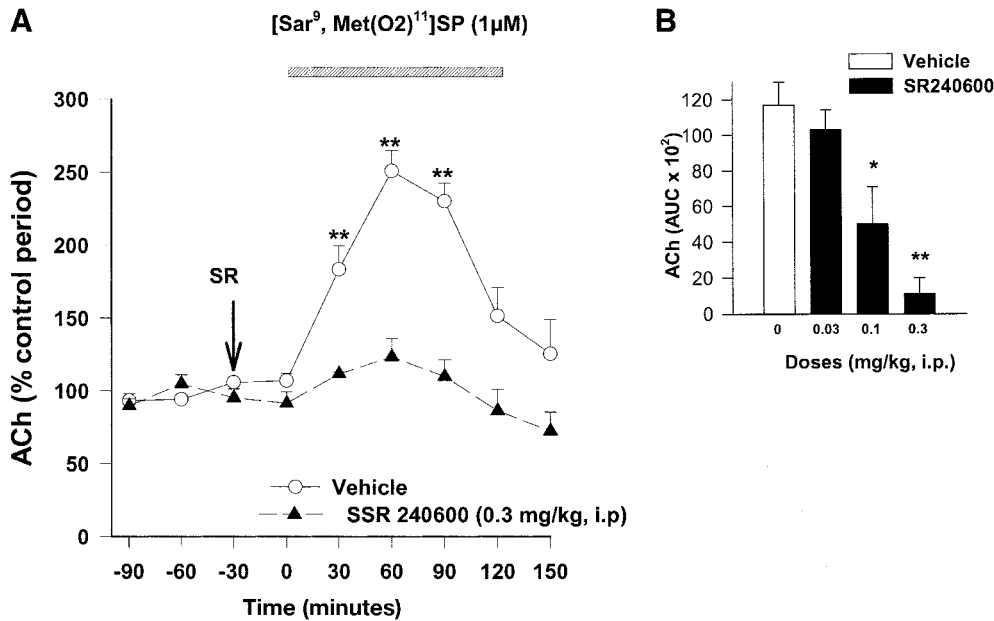 A
[Sar⁹, Met(O2)¹¹]SP (1µM)
300
250
200
150
100
50
0
ACh (% control period)
**
**
**
SR
Vehicle
SSR 240600 (0.3 mg/kg, i.p)
-90 -60 -30 0 30 60 90 120 150
Time (minutes)
B
Vehicle
SR240600
120
100
80
60
40
20
0
ACh (AUC x 10²)
*
**
0 0.03 0.1 0.3
Doses (mg/kg, i.p.)